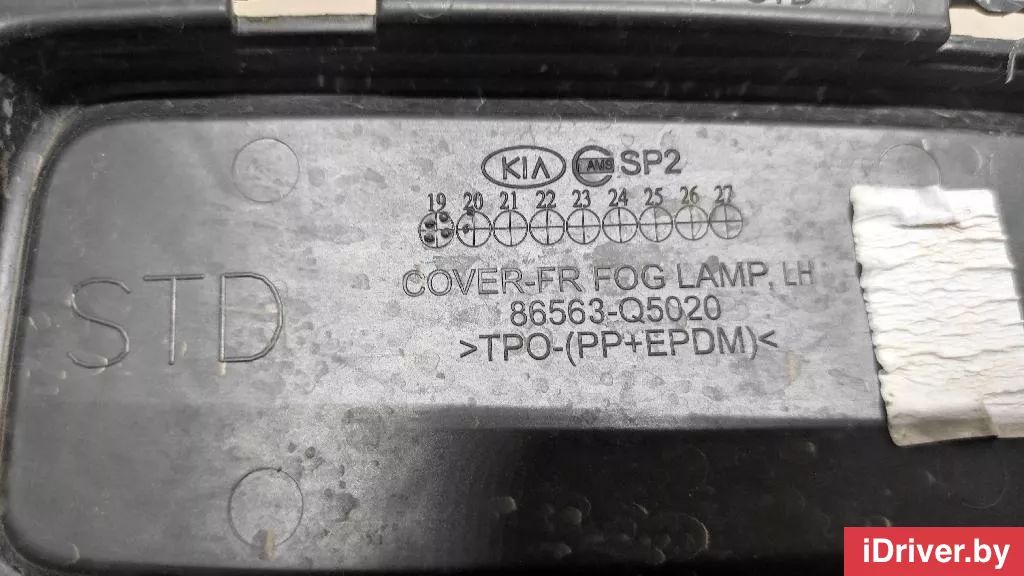 STD
KIA AMS SP2
19 20 21 22 23 24 25 26 27
COVER-FR FOG LAMP, LH
86563-Q5020
>TPO-(PP+EPDM)<
STD
iDriver.by